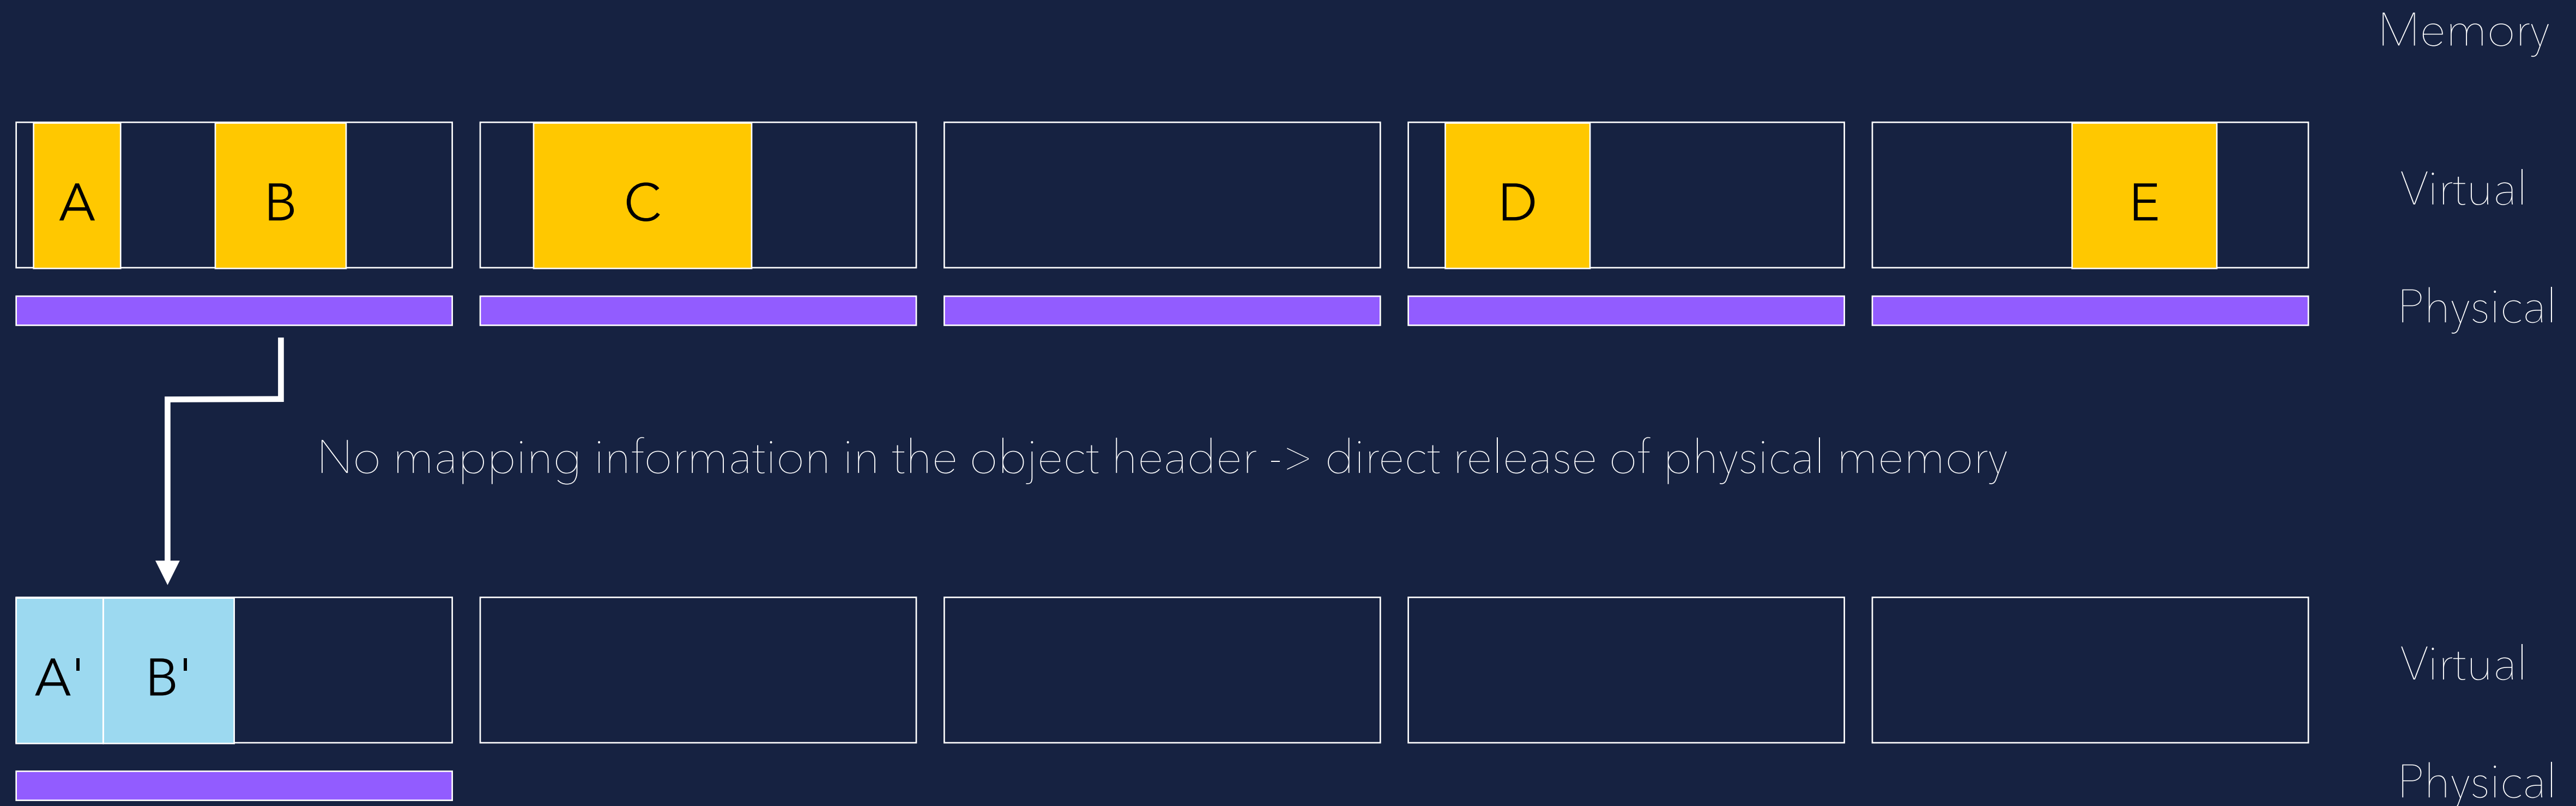 Memory
A
B
C
D
E
Virtual
Physical
No mapping information in the object header -> direct release of physical memory
A'
B'
Virtual
Physical